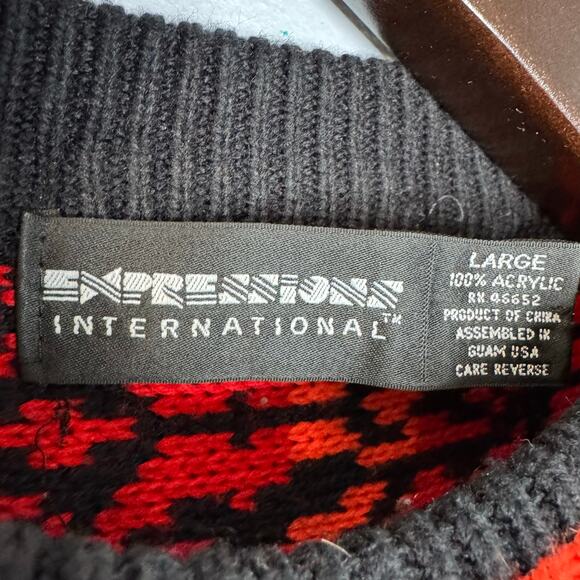 EXPRESSIONS
INTERNATIONAL™
LARGE
100% ACRYLIC
RN 46652
PRODUCT OF CHINA
ASSEMBLED IN
GUAM USA
CARE REVERSE